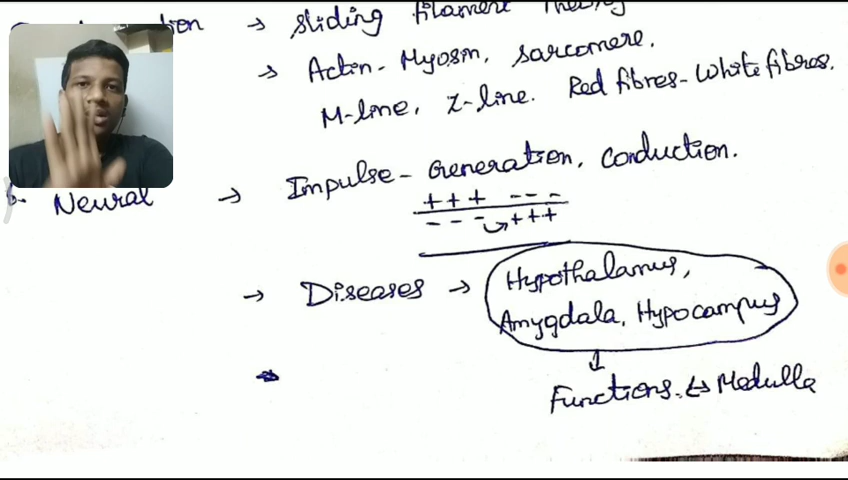 → sliding filament Theory
→ Actin - Myosin, sarcomere.
M-line, Z-line. Red fibres - White fibres.
Neural → Impulse - Generation, conduction.
+ + + - - -
- - - + + +
→ Diseases → Hypothalamus,
Amygdala, Hypocampus
↓
Functions. ↔ Medulla